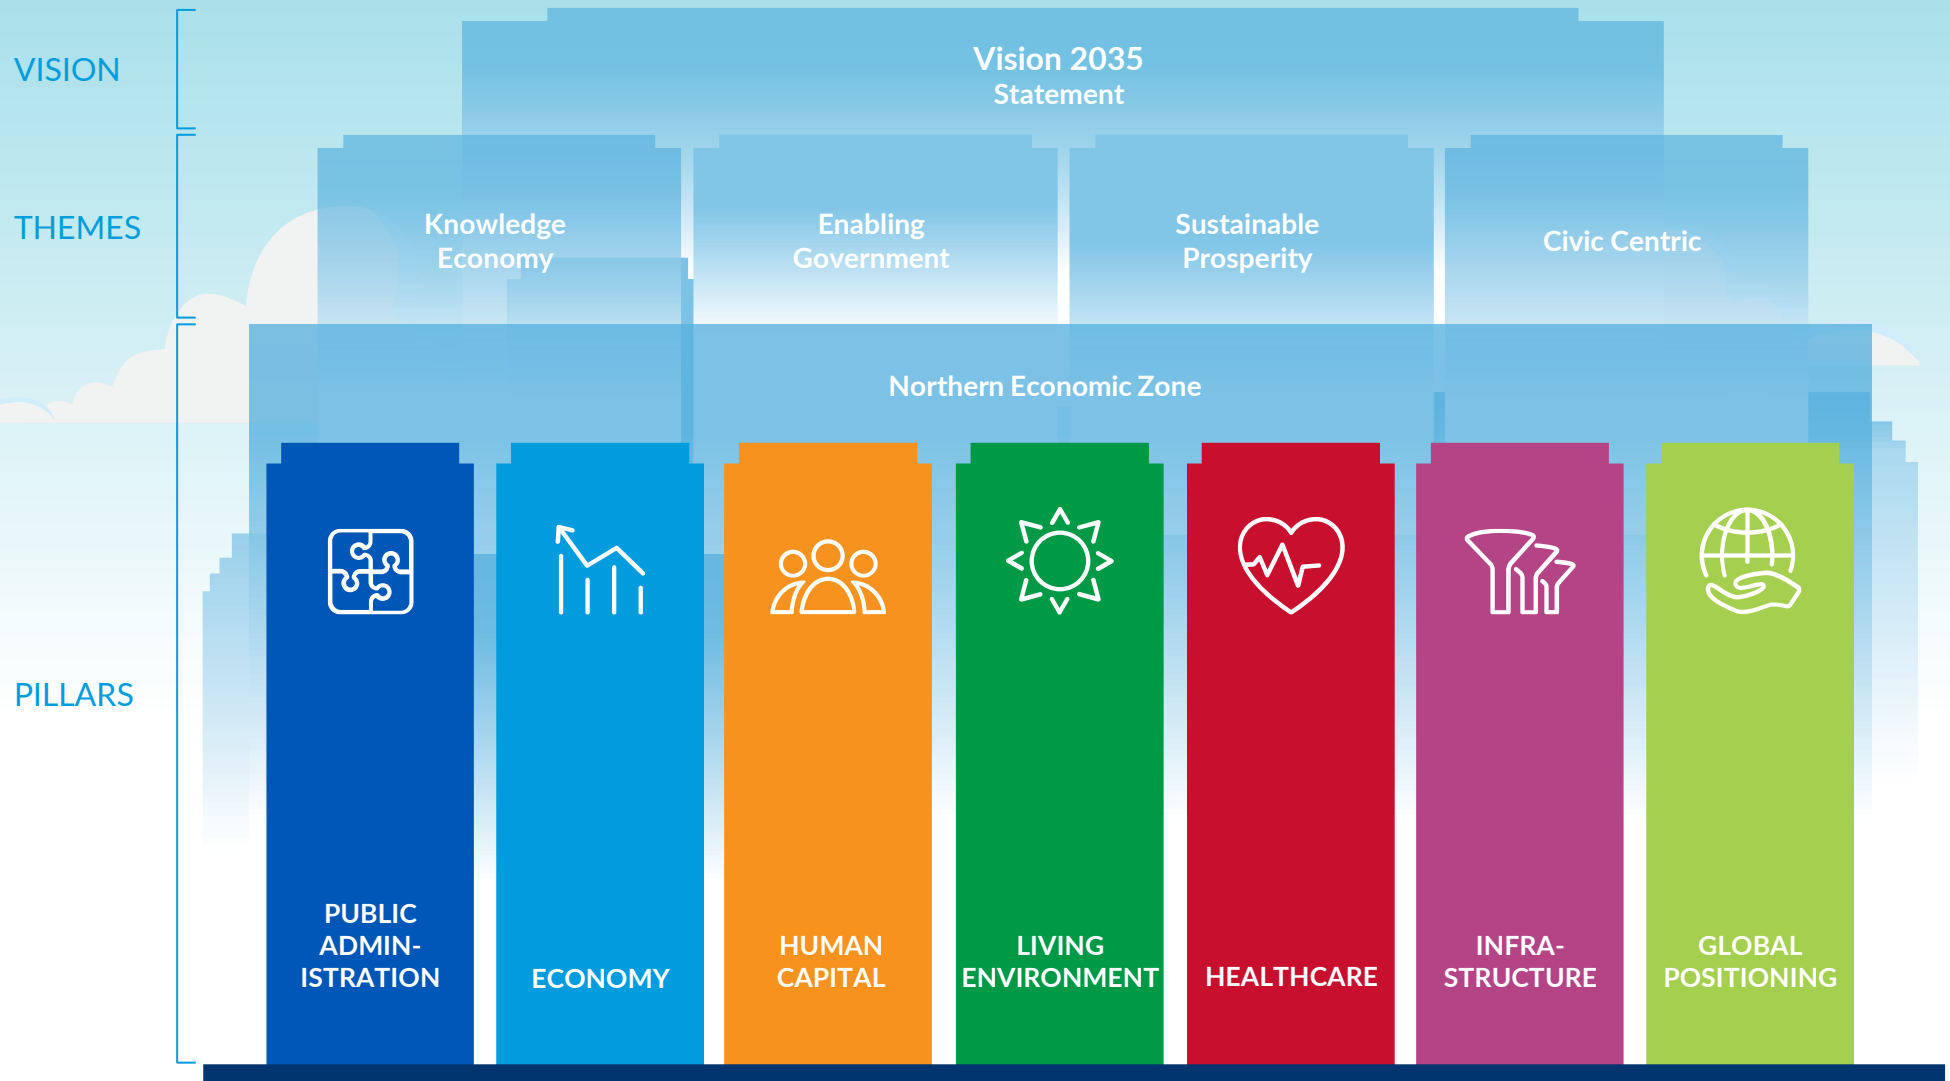 VISION
Vision 2035
Statement
THEMES
Knowledge
Economy
Enabling
Government
Sustainable
Prosperity
Civic Centric
PILLARS
Northern Economic Zone
PUBLIC
ADMIN-
ISTRATION
ECONOMY
HUMAN
CAPITAL
LIVING
ENVIRONMENT
HEALTHCARE
INFRA-
STRUCTURE
GLOBAL
POSITIONING